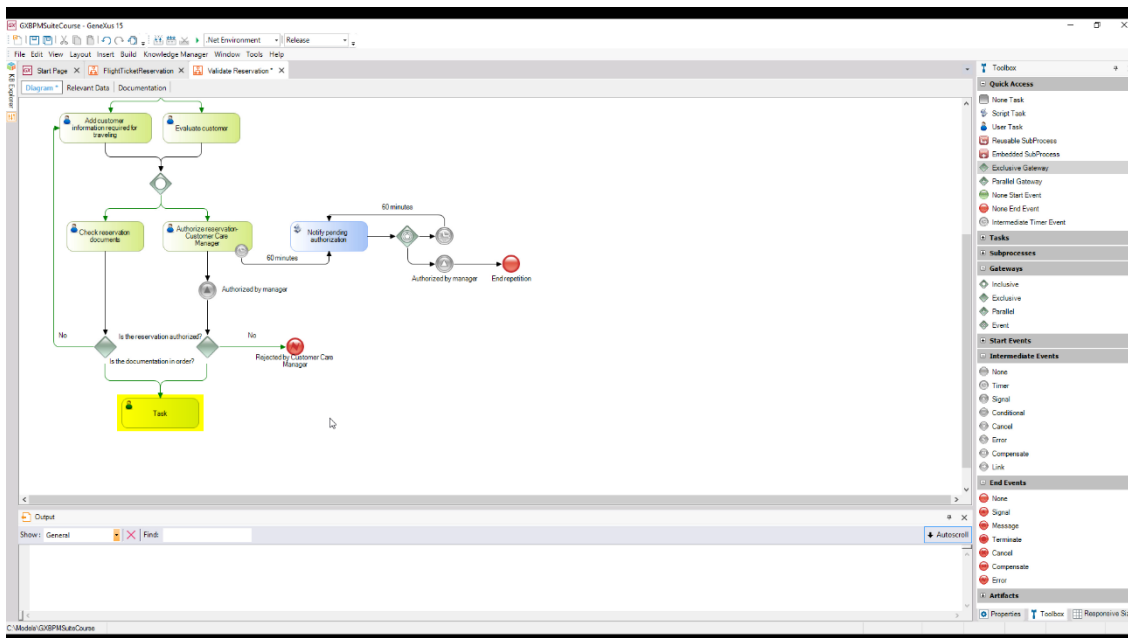 GXBPMSuiteCourse - GeneXus 15
.Net Environment
Release
File Edit View Layout Insert Build Knowledge Manager Window Tools Help
Start Page
FlightTicketReservation
Validate Reservation *
Diagram *
Relevant Data
Documentation
KB Explorer
Add customer
information required for
traveling
Evaluate customer
Check reservation
documents
Authorize reservation-
Customer Care
Manager
60 minutes
Notify pending
authorization
60 minutes
Authorized by manager
End repetition
Authorized by manager
No
Is the reservation authorized?
No
Is the documentation in order?
Rejected by Customer Care
Manager
Task
Output
Show: General
Find:
Autoscroll
C:\Models\GXBPMSuiteCourse
Toolbox
Quick Access
None Task
Script Task
User Task
Reusable SubProcess
Embedded SubProcess
Exclusive Gateway
Parallel Gateway
None Start Event
None End Event
Intermediate Timer Event
Tasks
Subprocesses
Gateways
Inclusive
Exclusive
Parallel
Event
Start Events
Intermediate Events
None
Timer
Signal
Conditional
Cancel
Error
Compensate
Link
End Events
None
Signal
Message
Terminate
Cancel
Compensate
Error
Artifacts
Properties
Toolbox
Responsive Si